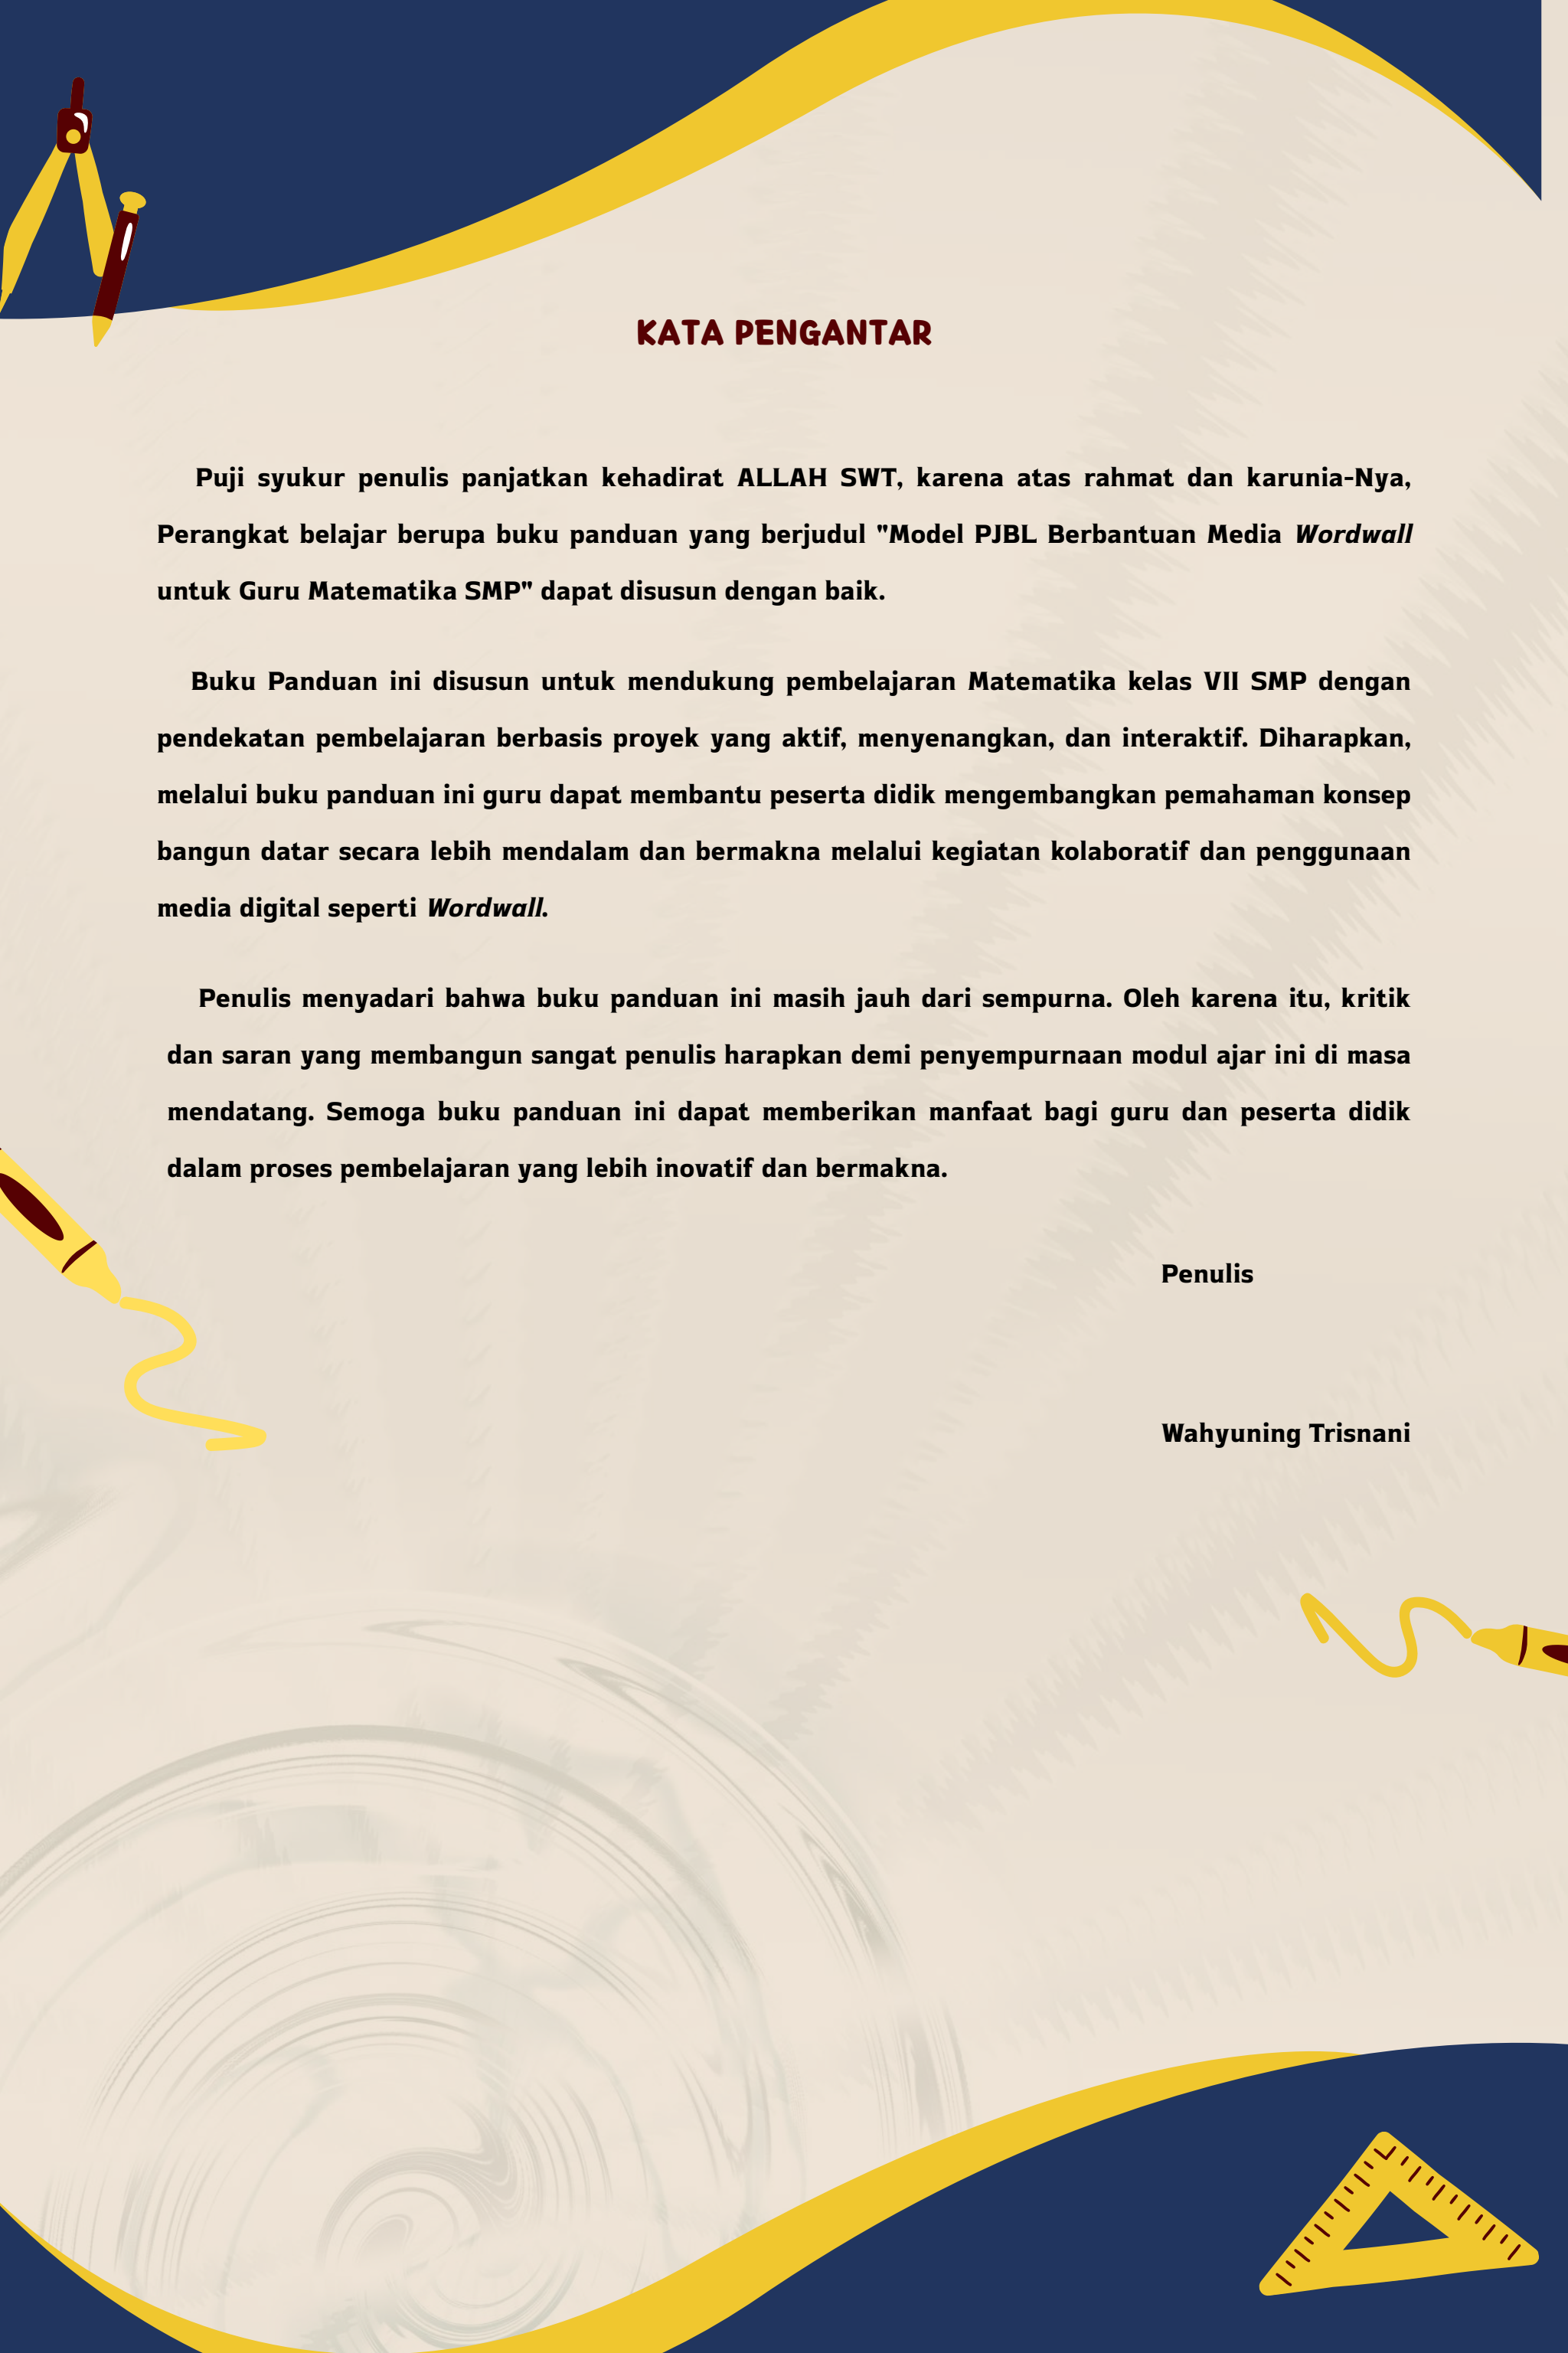 KATA PENGANTAR
Puji syukur penulis panjatkan kehadirat ALLAH SWT, karena atas rahmat dan karunia-Nya,
Perangkat belajar berupa buku panduan yang berjudul "Model PJBL Berbantuan Media Wordwall
untuk Guru Matematika SMP" dapat disusun dengan baik.
Buku Panduan ini disusun untuk mendukung pembelajaran Matematika kelas VII SMP dengan
pendekatan pembelajaran berbasis proyek yang aktif, menyenangkan, dan interaktif. Diharapkan,
melalui buku panduan ini guru dapat membantu peserta didik mengembangkan pemahaman konsep
bangun datar secara lebih mendalam dan bermakna melalui kegiatan kolaboratif dan penggunaan
media digital seperti Wordwall.
Penulis menyadari bahwa buku panduan ini masih jauh dari sempurna. Oleh karena itu, kritik
dan saran yang membangun sangat penulis harapkan demi penyempurnaan modul ajar ini di masa
mendatang. Semoga buku panduan ini dapat memberikan manfaat bagi guru dan peserta didik
dalam proses pembelajaran yang lebih inovatif dan bermakna.
Penulis
Wahyuning Trisnani